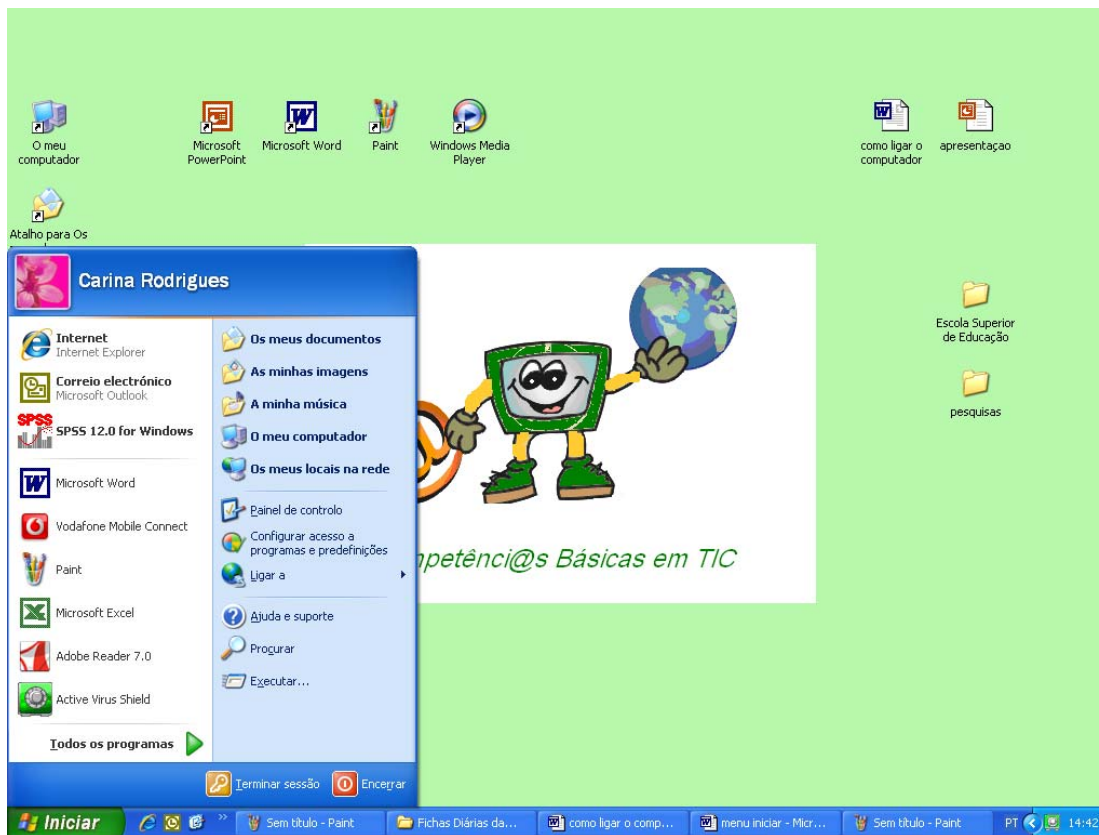 O meu
computador
Microsoft
PowerPoint
Microsoft Word
Paint
Windows Media
Player
como ligar o
computador
apresentaçao
Atalho para Os
Carina Rodrigues
Internet
Internet Explorer
Correio electrónico
Microsoft Outlook
SPSS
SPSS 12.0 for Windows
Microsoft Word
Vodafone Mobile Connect
Paint
Microsoft Excel
Adobe Reader 7.0
Active Virus Shield
Todos os programas
Os meus documentos
As minhas imagens
A minha música
O meu computador
Os meus locais na rede
Painel de controlo
Configurar acesso a
programas e predefinições
Ligar a
Ajuda e suporte
Procurar
Executar...
Terminar sessão
Encerrar
npetênci@s Básicas em TIC
Escola Superior
de Educação
pesquisas
Iniciar
Sem título - Paint
Fichas Diárias da...
como ligar o comp...
menu iniciar - Micr...
Sem título - Paint
PT
14:42